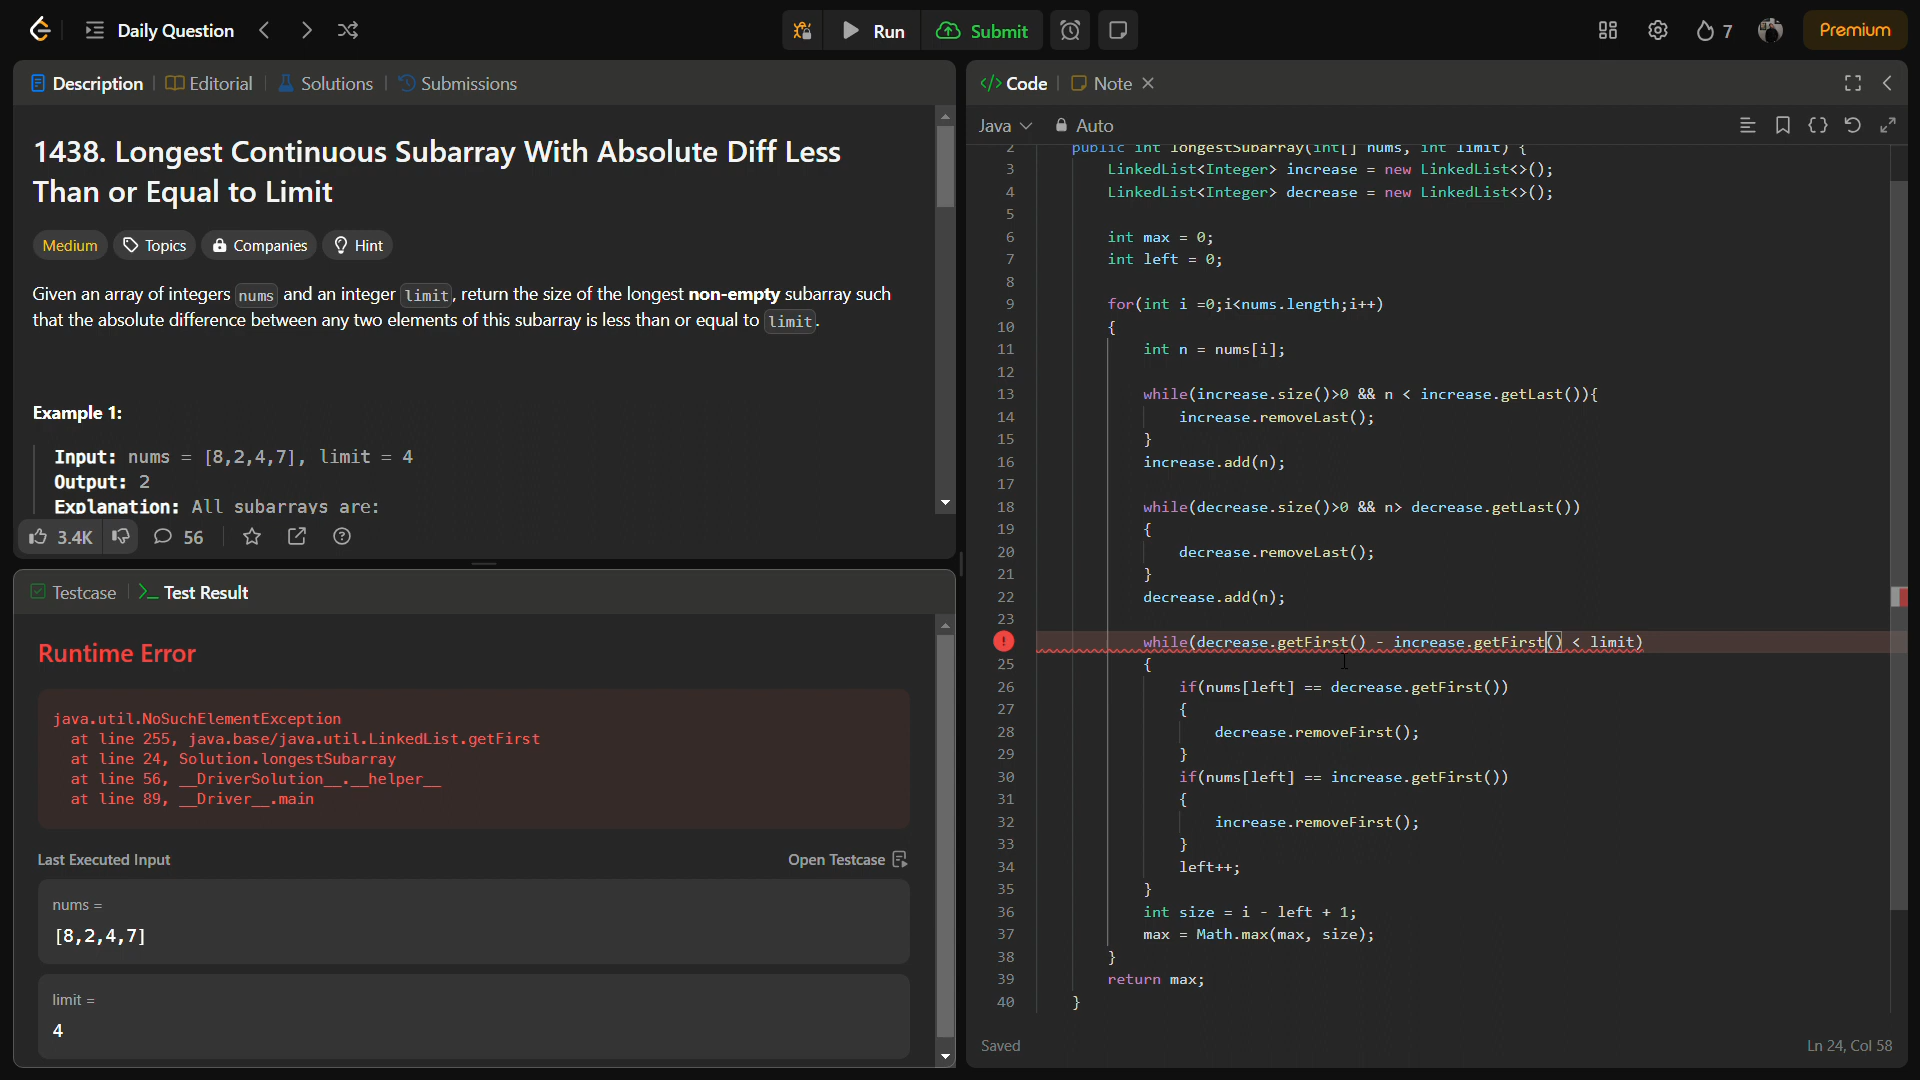 Daily Question
Run
Submit
7
Premium
Description
Editorial
Solutions
Submissions
1438. Longest Continuous Subarray With Absolute Diff Less
Than or Equal to Limit
Medium
Topics
Companies
Hint
Given an array of integers nums and an integer limit, return the size of the longest non-empty subarray such
that the absolute difference between any two elements of this subarray is less than or equal to limit.
Example 1:
Input: nums = [8,2,4,7], limit = 4
Output: 2
Explanation: All subarrays are:
3.4K
56
Testcase
Test Result
Runtime Error
java.util.NoSuchElementException
at line 255, java.base/java.util.LinkedList.getFirst
at line 24, Solution.longestSubarray
at line 56, __DriverSolution__.__helper__
at line 89, __Driver__.main
Last Executed Input
Open Testcase
nums =
[8,2,4,7]
limit =
4
</> Code
Note
Java
Auto
2 public int longestSubarray(int[] nums, int limit) {
3 LinkedList<Integer> increase = new LinkedList<>();
4 LinkedList<Integer> decrease = new LinkedList<>();
5
6 int max = 0;
7 int left = 0;
8
9 for(int i =0;i<nums.length;i++)
10 {
11 int n = nums[i];
12
13 while(increase.size()>0 && n < increase.getLast()){
14 increase.removeLast();
15 }
16 increase.add(n);
17
18 while(decrease.size()>0 && n> decrease.getLast())
19 {
20 decrease.removeLast();
21 }
22 decrease.add(n);
23
while(decrease.getFirst() - increase.getFirst() < limit)
25 {
26 if(nums[left] == decrease.getFirst())
27 {
28 decrease.removeFirst();
29 }
30 if(nums[left] == increase.getFirst())
31 {
32 increase.removeFirst();
33 }
34 left++;
35 }
36 int size = i - left + 1;
37 max = Math.max(max, size);
38 }
39 return max;
40 }
Saved
Ln 24, Col 58